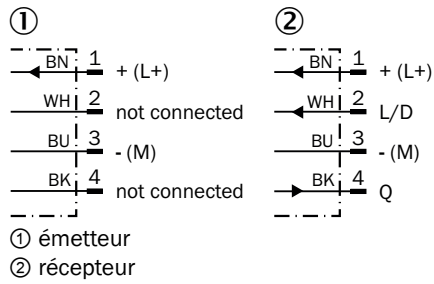 ① ②
BN 1 + (L+) BN 1 + (L+)
WH 2 not connected WH 2 L/D
BU 3 - (M) BU 3 - (M)
BK 4 not connected BK 4 Q
① émetteur
② récepteur